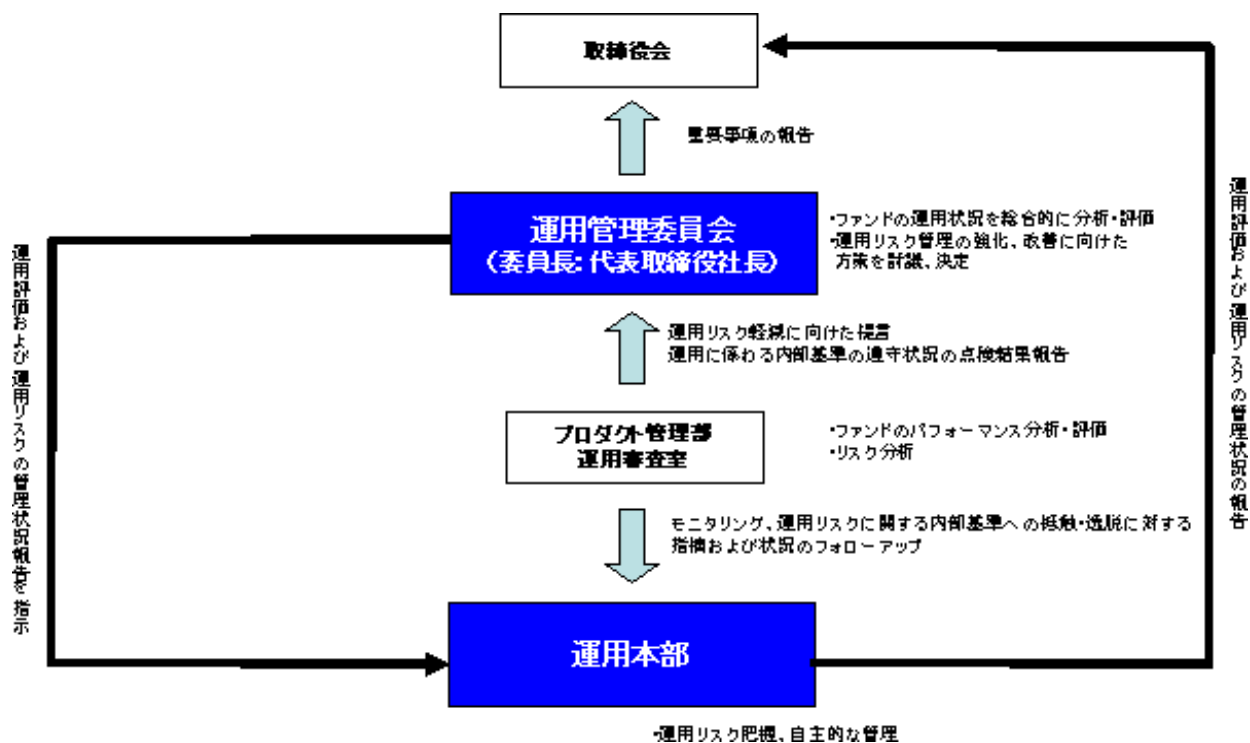 取締役会
重要事項の報告
運用管理委員会
（委員長：代表取締役社長）
・ファンドの運用状況を総合的に分析・評価
・運用リスク管理の強化、改善に向けた
方策を討議、決定
運用リスク軽減に向けた提言
運用に係わる内部基準の遵守状況の点検結果報告
プロダクト管理部
運用審査室
・ファンドのパフォーマンス分析・評価
・リスク分析
モニタリング、運用リスクに関する内部基準への抵触・逸脱に対する
指摘および状況のフォローアップ
運用本部
・運用リスク把握、自主的な管理
運用評価および運用リスクの管理状況報告を指示
運用評価および運用リスクの管理状況の報告